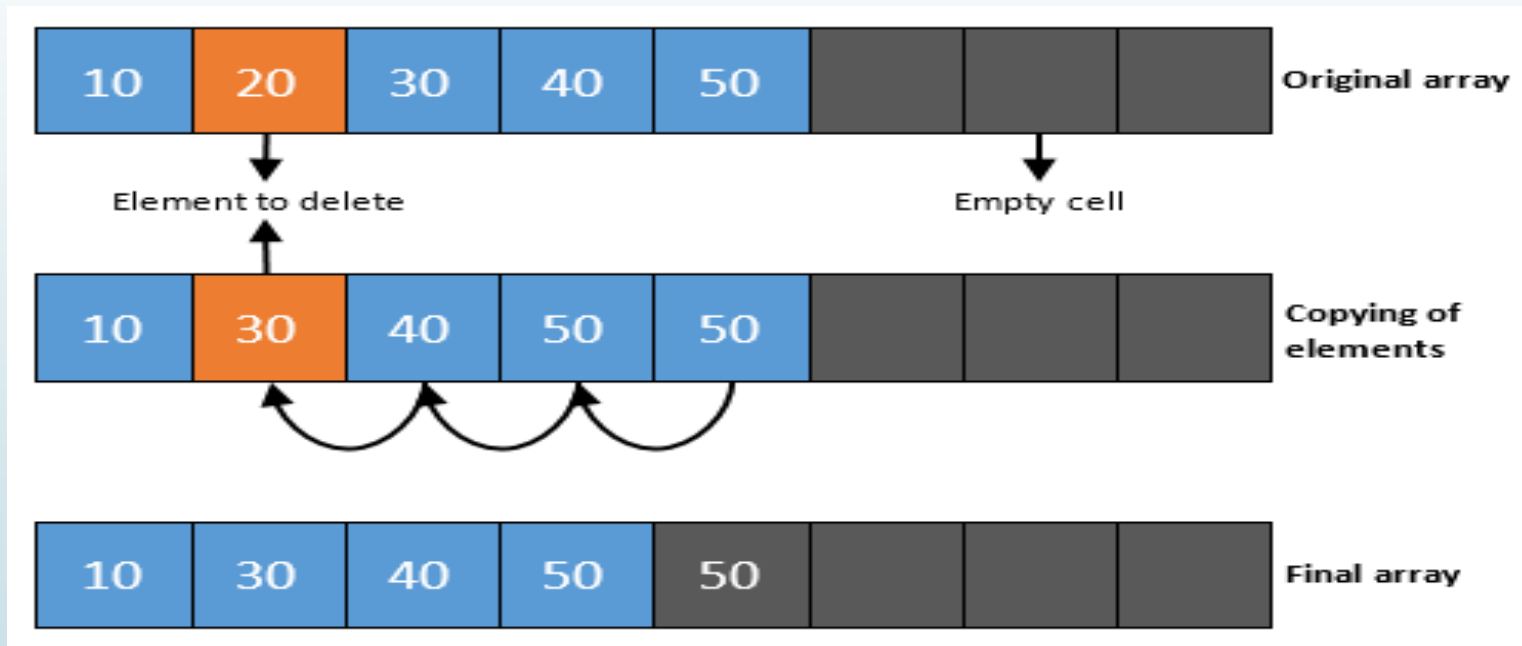 10 20 30 40 50 Original array
Element to delete Empty cell
10 30 40 50 50 Copying of
elements
10 30 40 50 50 Final array